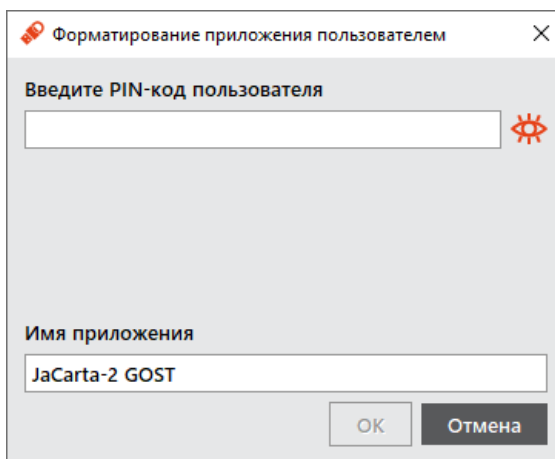 Форматирование приложения пользователем
Введите PIN-код пользователя
Имя приложения
JaCarta-2 GOST
OK
Отмена